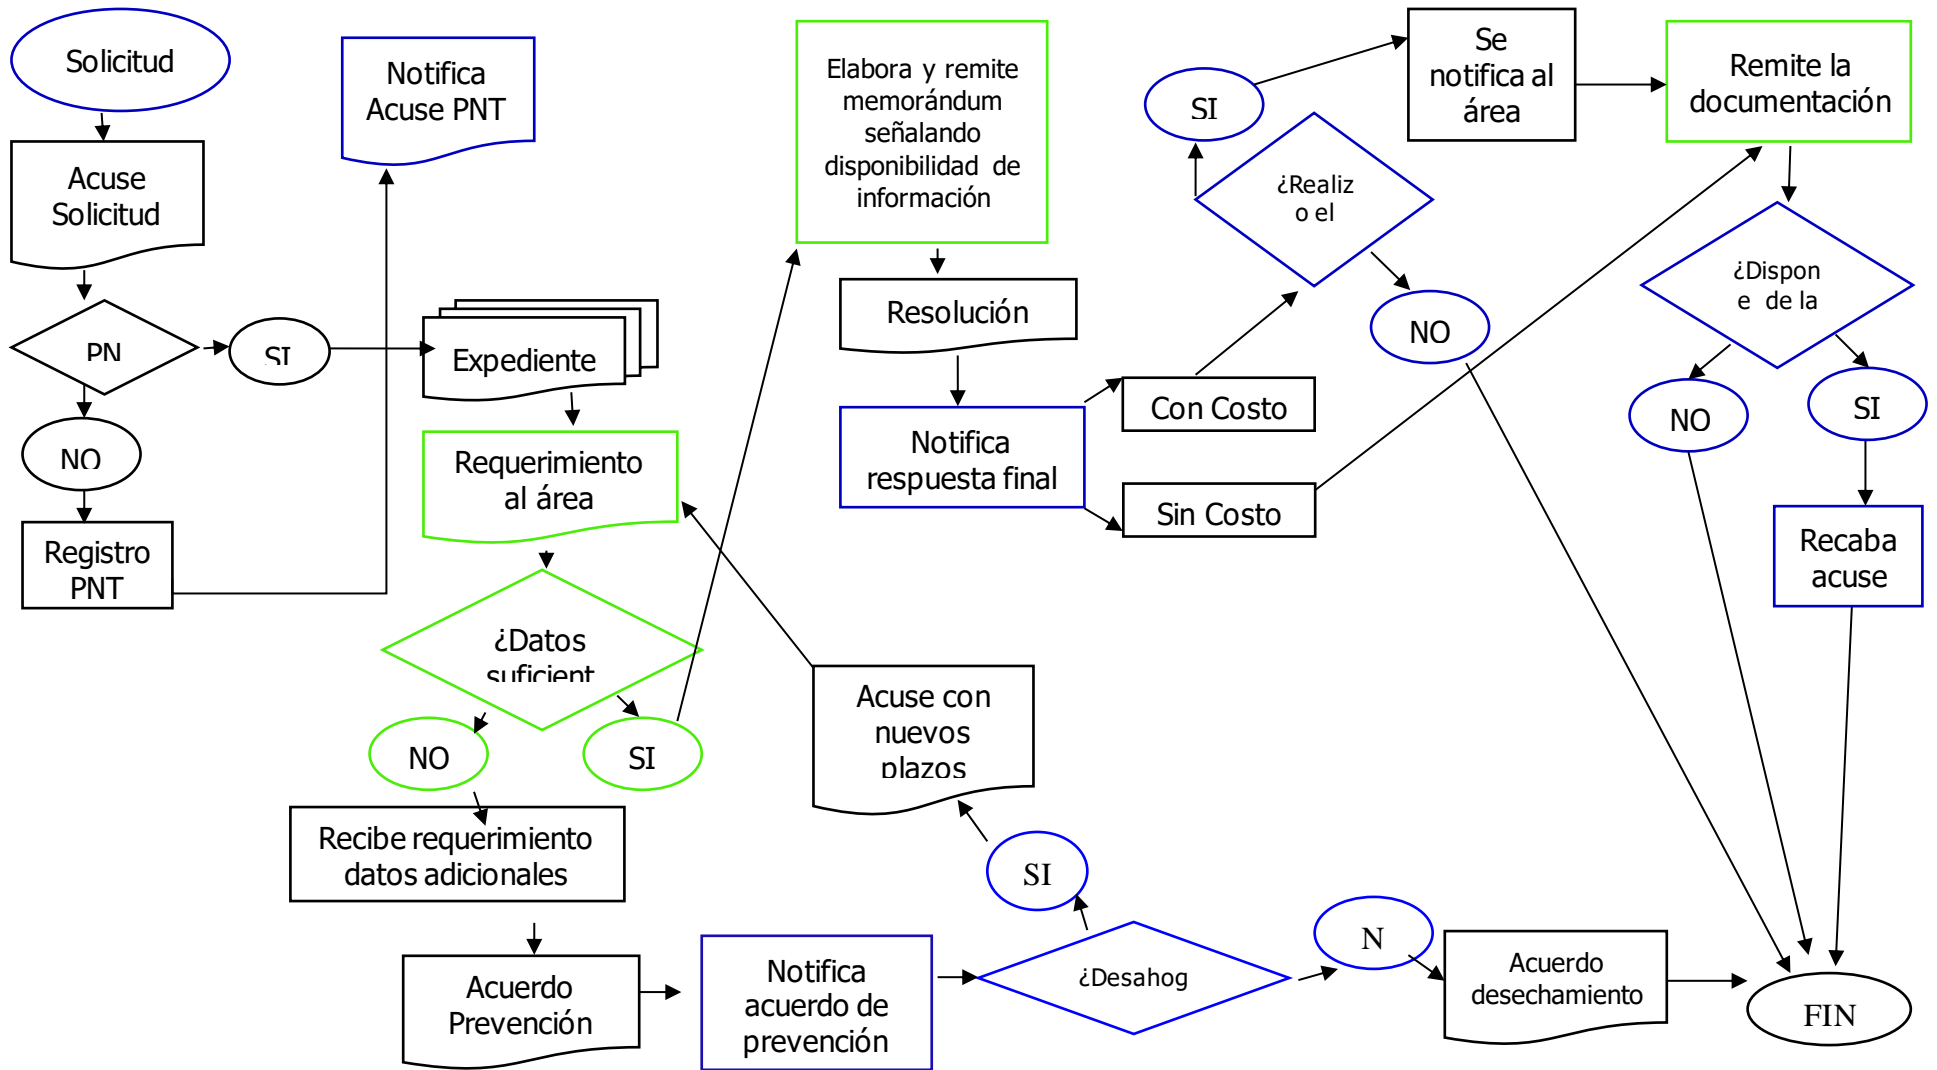 Solicitud
Acuse
Solicitud
PN
SI
NO
Registro
PNT
Notifica
Acuse PNT
Expediente
Requerimiento
al área
¿Datos
suficient
NO
SI
Recibe requerimiento
datos adicionales
Acuerdo
Prevención
Notifica
acuerdo de
prevención
¿Desahog
SI
Acuse con
nuevos
plazos
N
Acuerdo
desechamiento
FIN
Elabora y remite
memorándum
señalando
disponibilidad de
información
Resolución
Notifica
respuesta final
Con Costo
Sin Costo
¿Realiz
o el
SI
NO
Se
notifica al
área
Remite la
documentación
¿Dispon
e de la
NO
SI
Recaba
acuse